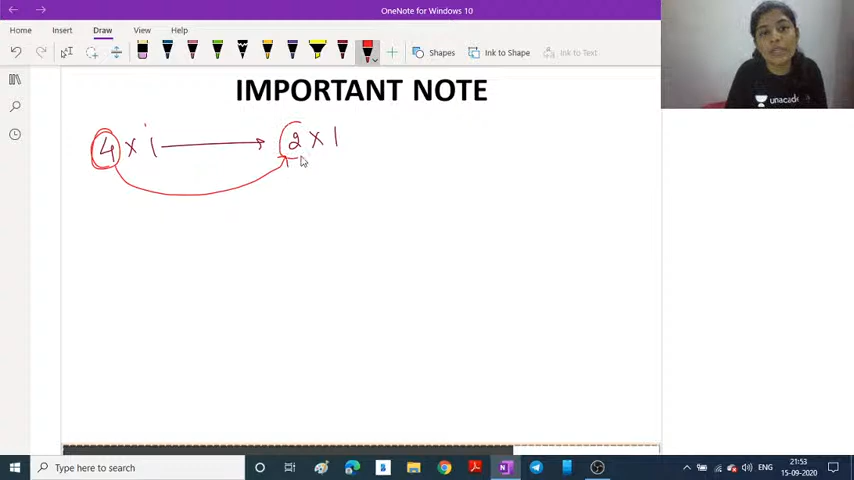 OneNote for Windows 10
Home Insert Draw View Help
Shapes Ink to Shape Ink to Text
IMPORTANT NOTE
4 x 1 → 2 x 1
unacade
Type here to search
ENG
21:53
15-09-2020